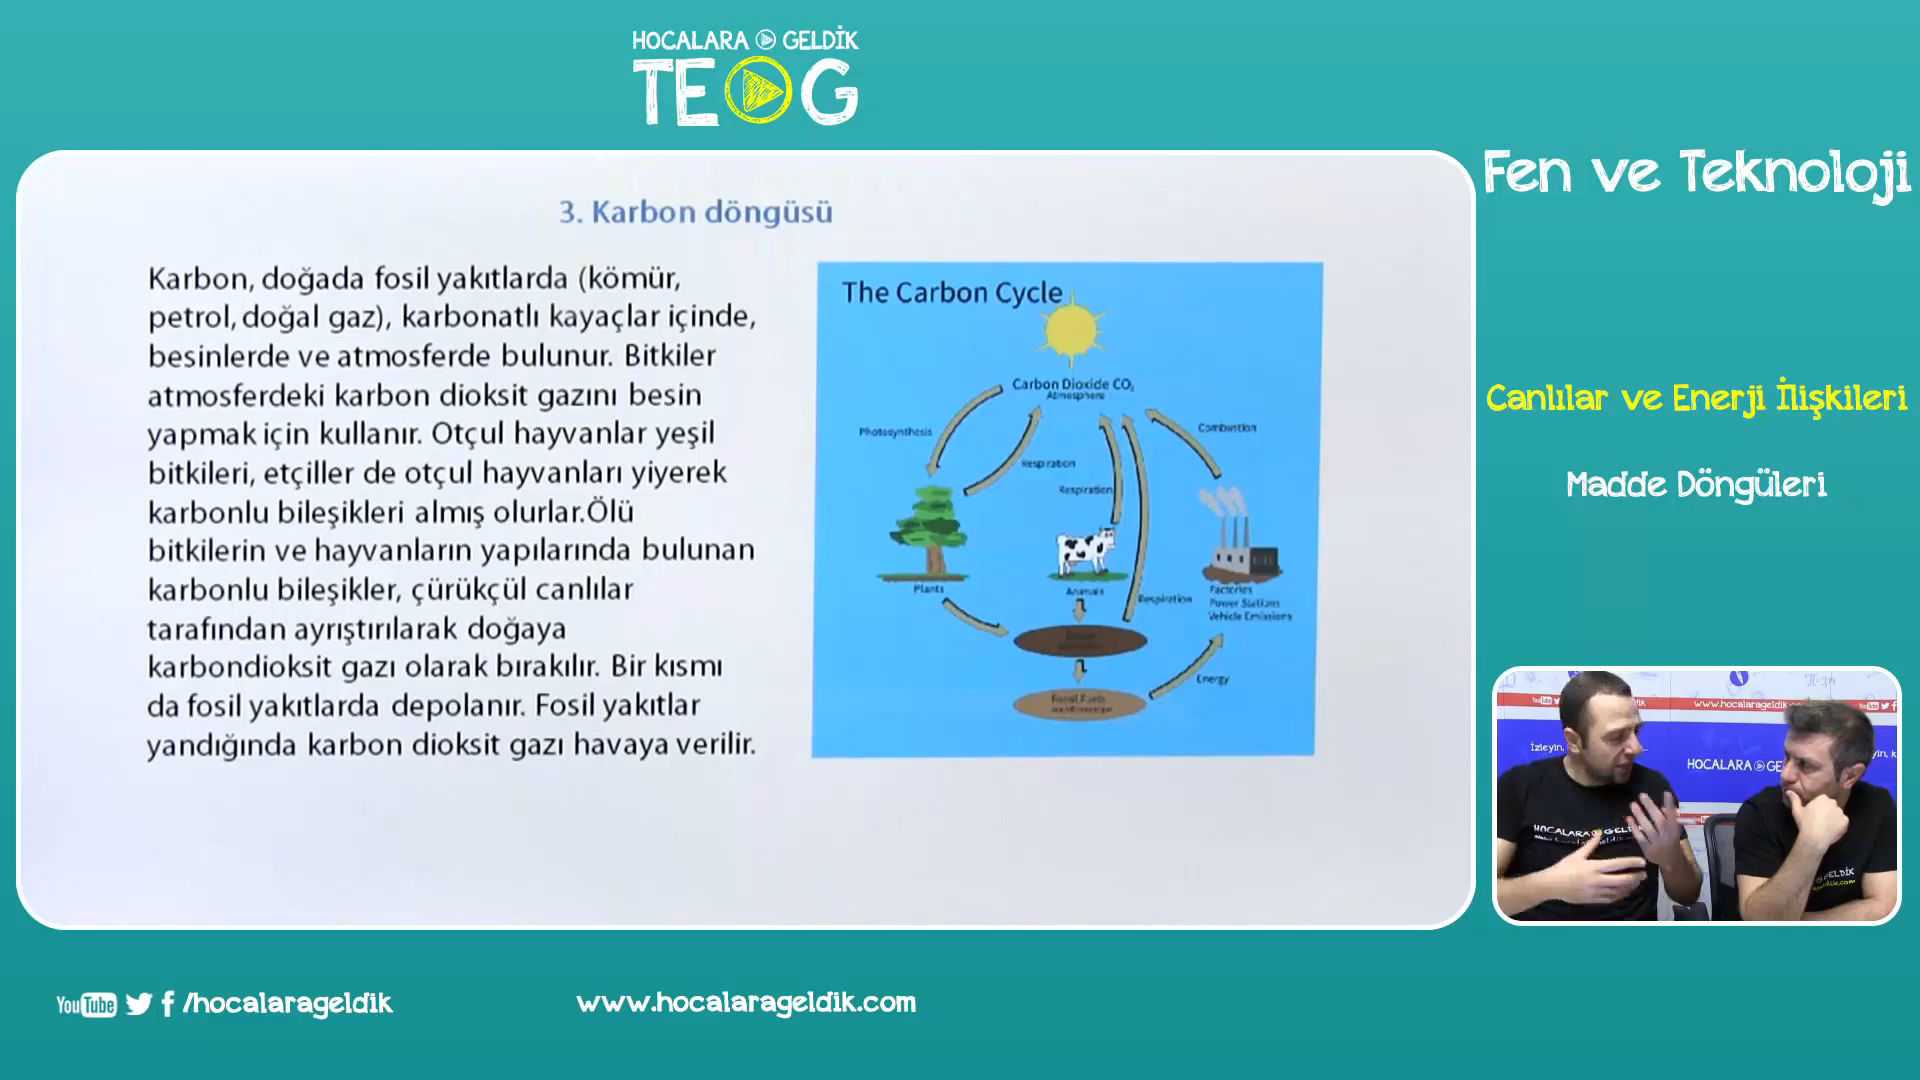 HOCALARA GELDİK
TEOG
Fen ve Teknoloji
3. Karbon döngüsü
Karbon, doğada fosil yakıtlarda (kömür,
petrol, doğal gaz), karbonatlı kayaçlar içinde,
besinlerde ve atmosferde bulunur. Bitkiler
atmosferdeki karbon dioksit gazını besin
yapmak için kullanır. Otçul hayvanlar yeşil
bitkileri, etçiller de otçul hayvanları yiyerek
karbonlu bileşikleri almış olurlar.Ölü
bitkilerin ve hayvanların yapılarında bulunan
karbonlu bileşikler, çürükçül canlılar
tarafından ayrıştırılarak doğaya
karbondioksit gazı olarak bırakılır. Bir kısmı
da fosil yakıtlarda depolanır. Fosil yakıtlar
yandığında karbon dioksit gazı havaya verilir.
The Carbon Cycle
Carbon Dioxide CO₂
Atmosphere
Photosynthesis
Combustion
Respiration
Respiration
Plants
Animals
Respiration
Factories
Power Stations
Vehicle Emissions
Energy
Fossil Fuels
Canlılar ve Enerji İlişkileri
Madde Döngüleri
www.hocalarageldik
İzleyin,
HOCALARA GE
HOCALARA GELD
GELDİK
YouTube /hocalarageldik
www.hocalarageldik.com